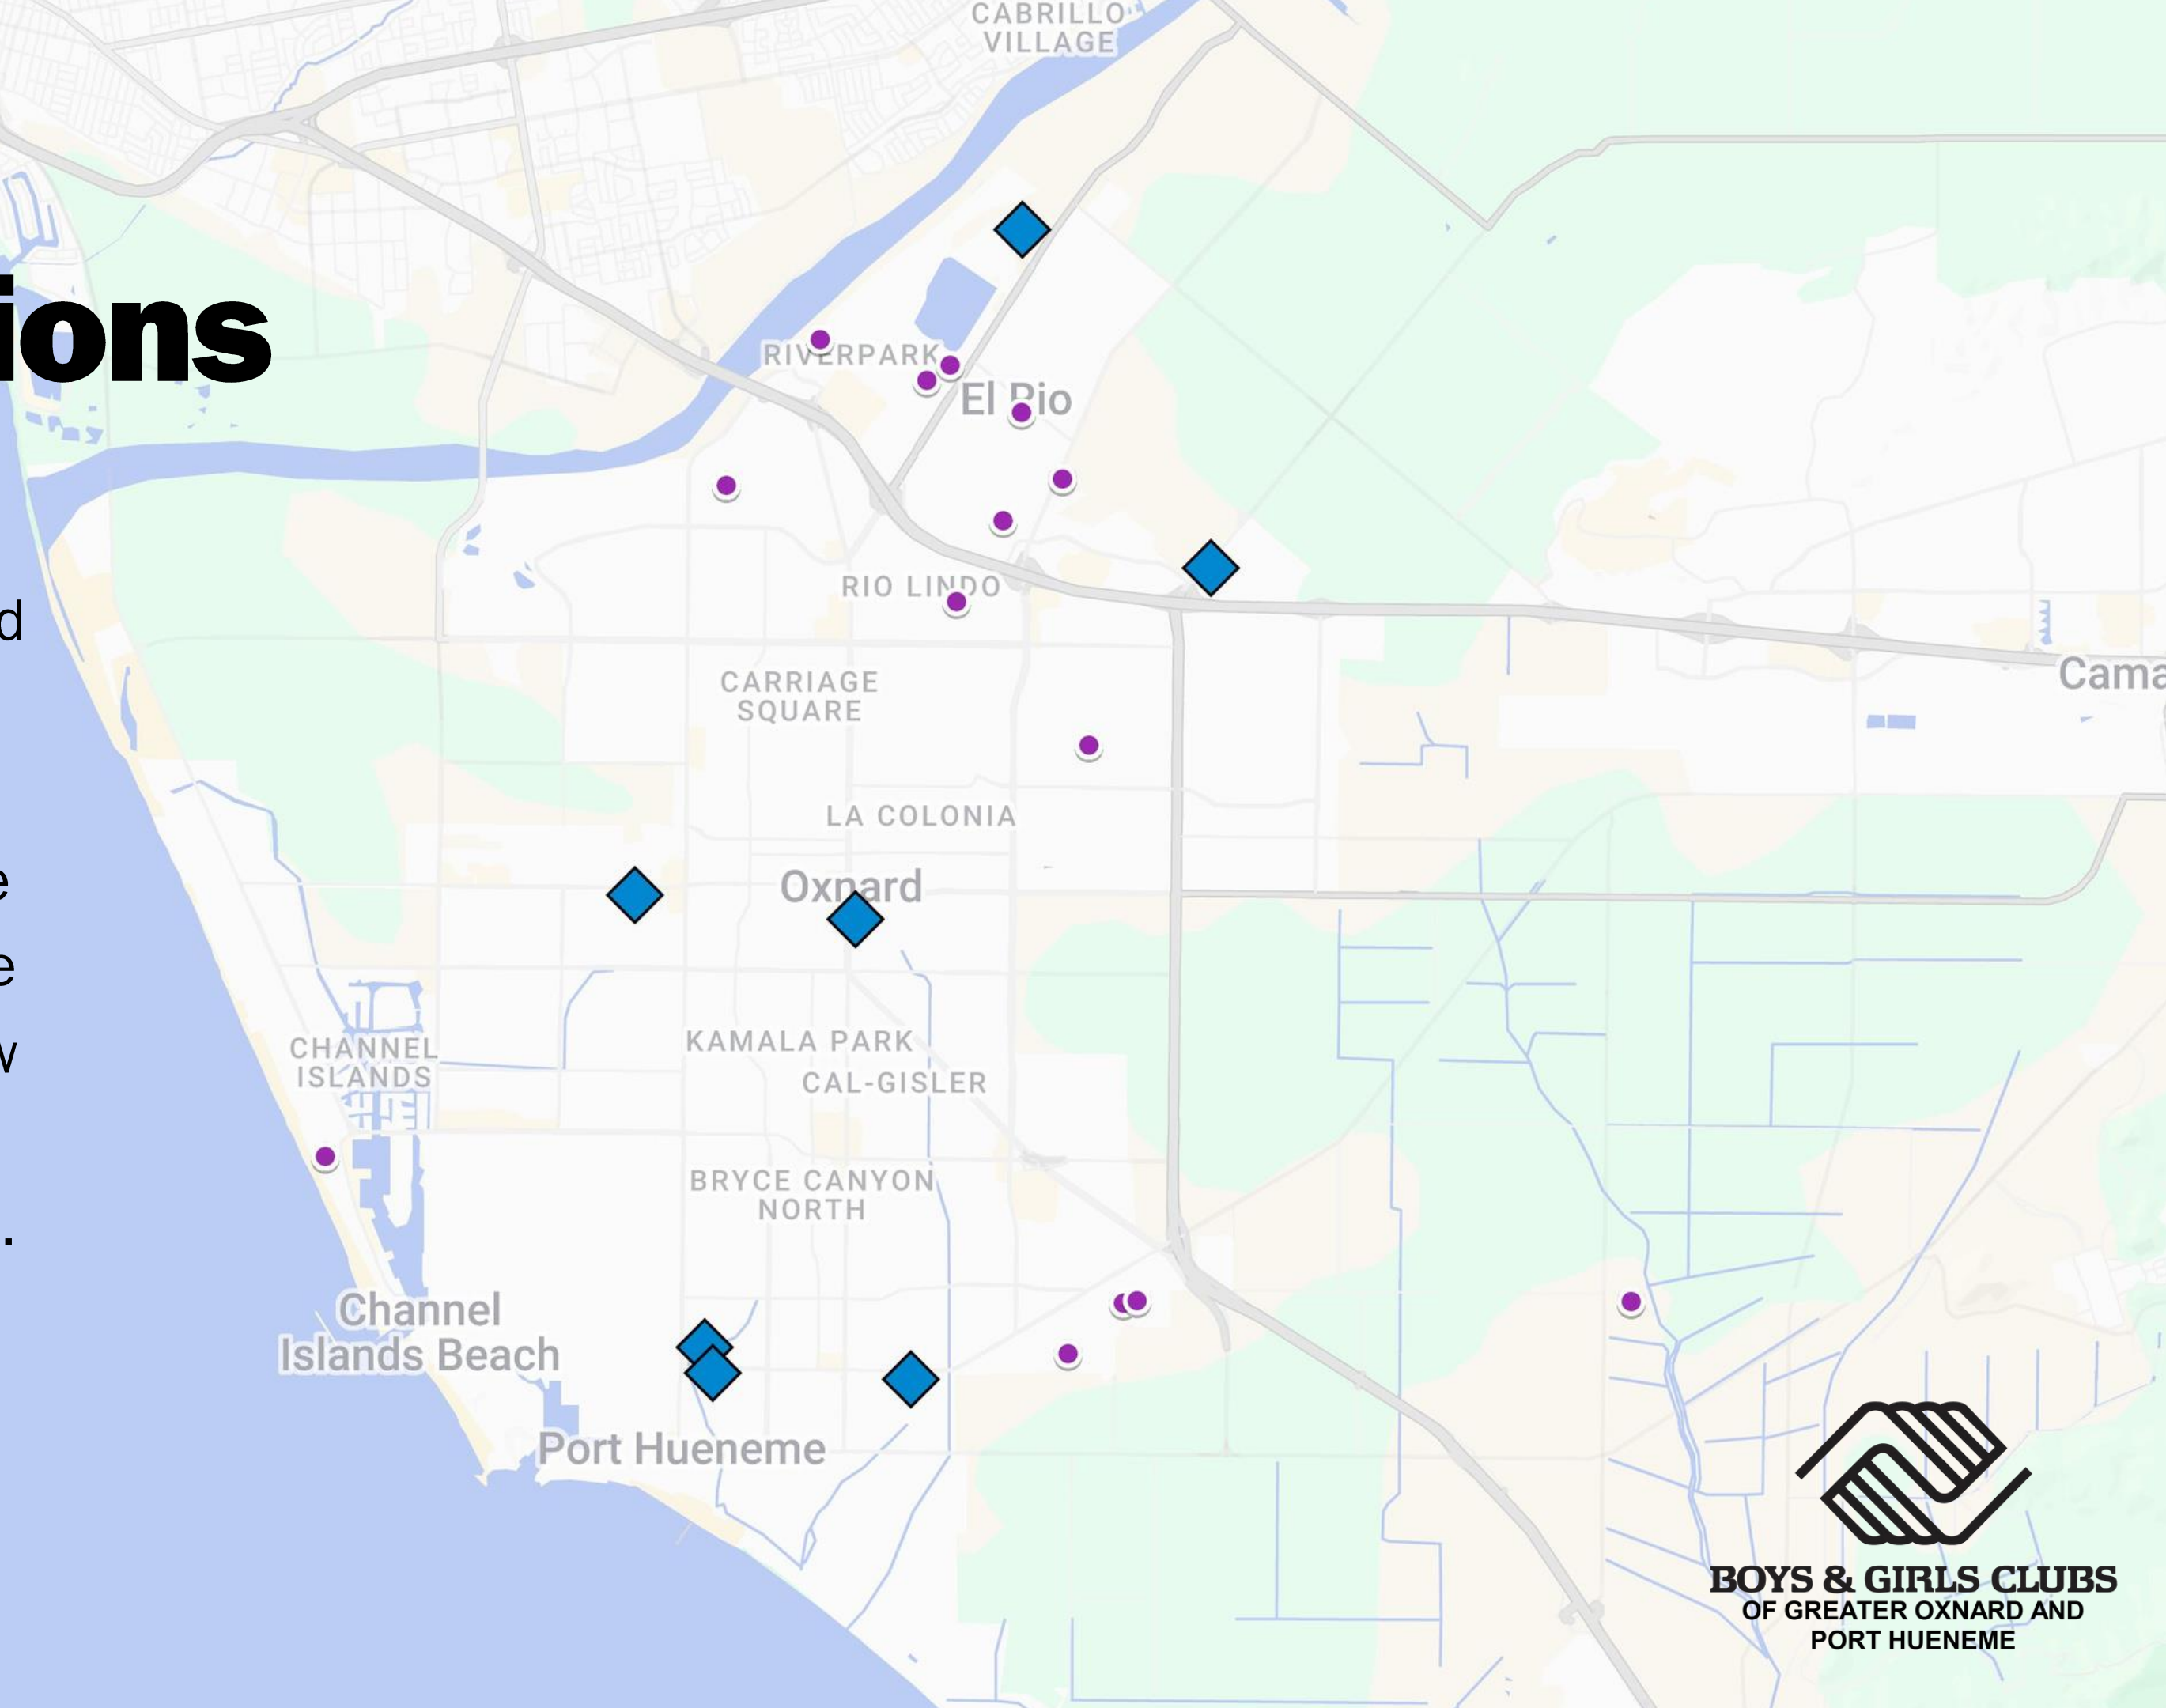 CABRILLO
VILLAGE
ions
RIVERPARK
El Rio
RIO LINDO
d
Cama
CARRIAGE
SQUARE
LA COLONIA
Oxnard
e
e
w
KAMALA PARK
CHANNEL
ISLANDS
CAL-GISLER
BRYCE CANYON
NORTH
.
Channel
Islands Beach
Port Hueneme
BOYS & GIRLS CLUBS
OF GREATER OXNARD AND
PORT HUENEME